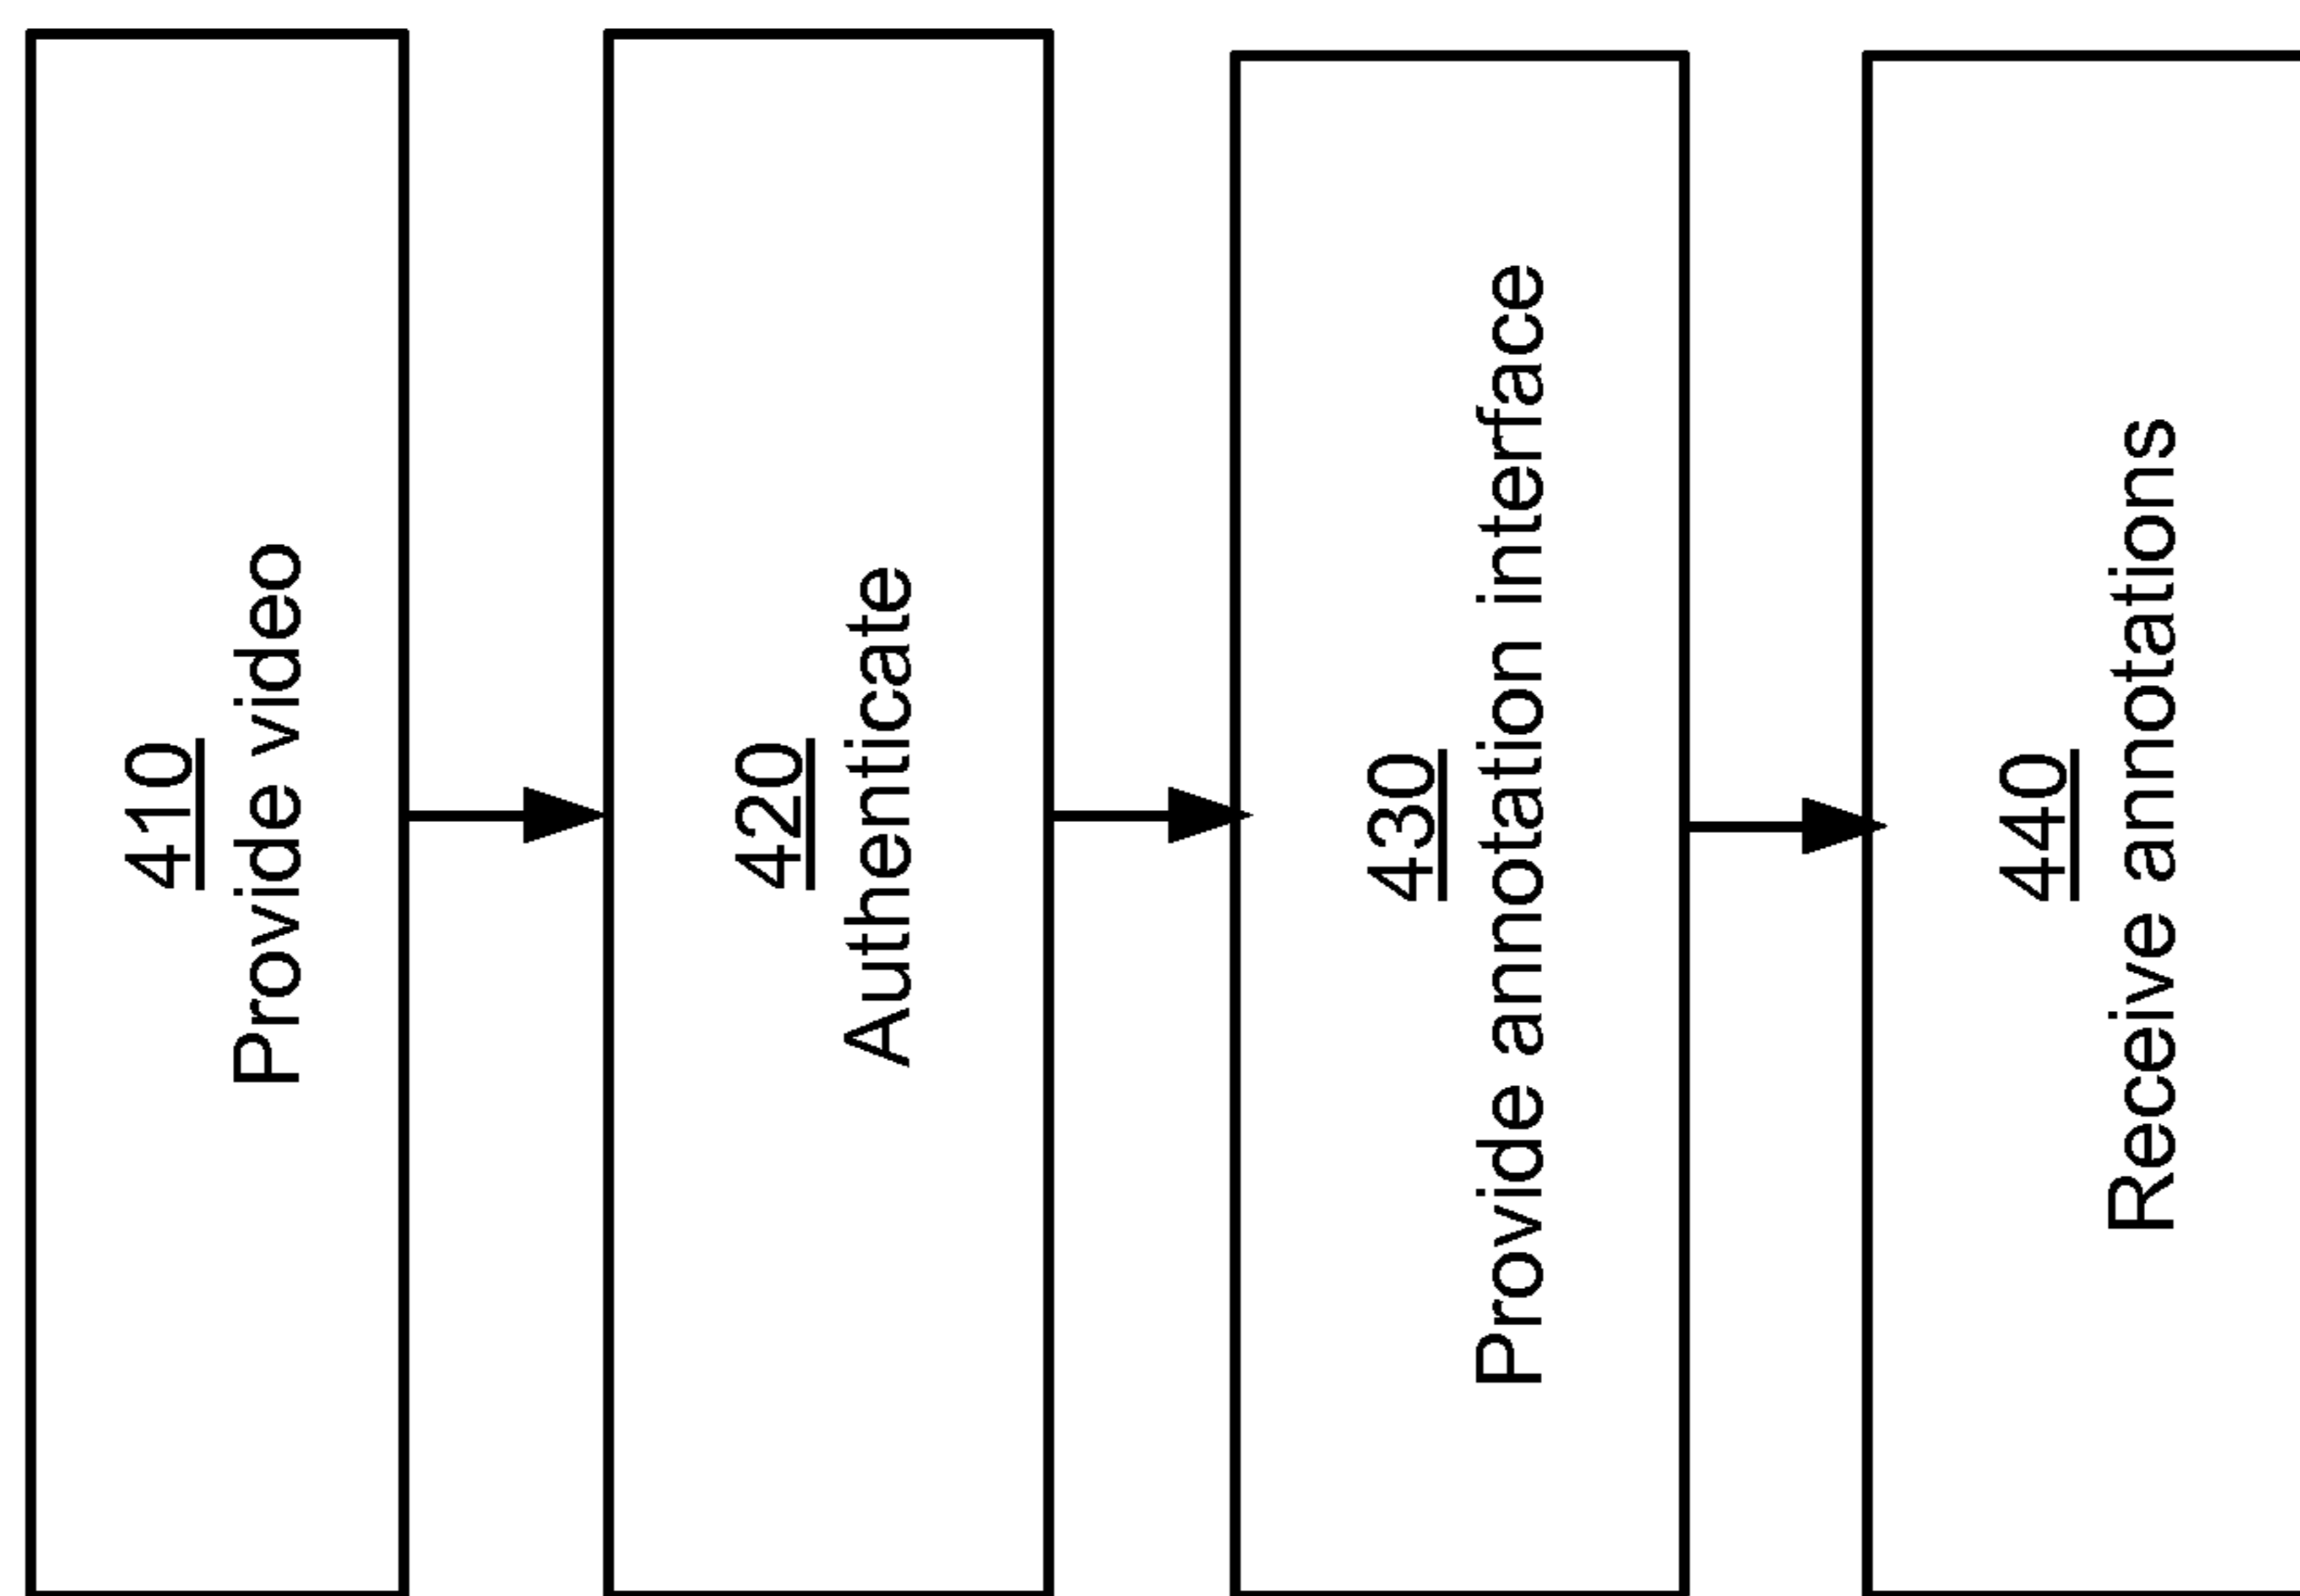 410
Provide video
420
Authenticate
430
Provide annotation interface
440
Receive annotations